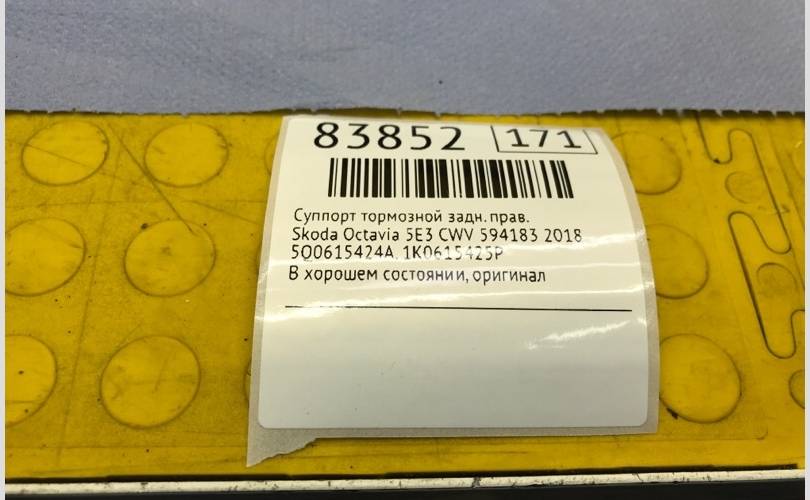 83852 171
Суппорт тормозной задн. прав.
Skoda Octavia 5E3 CWV 594183 2018
5Q0615424A, 1K0615425P
В хорошем состоянии, оригинал